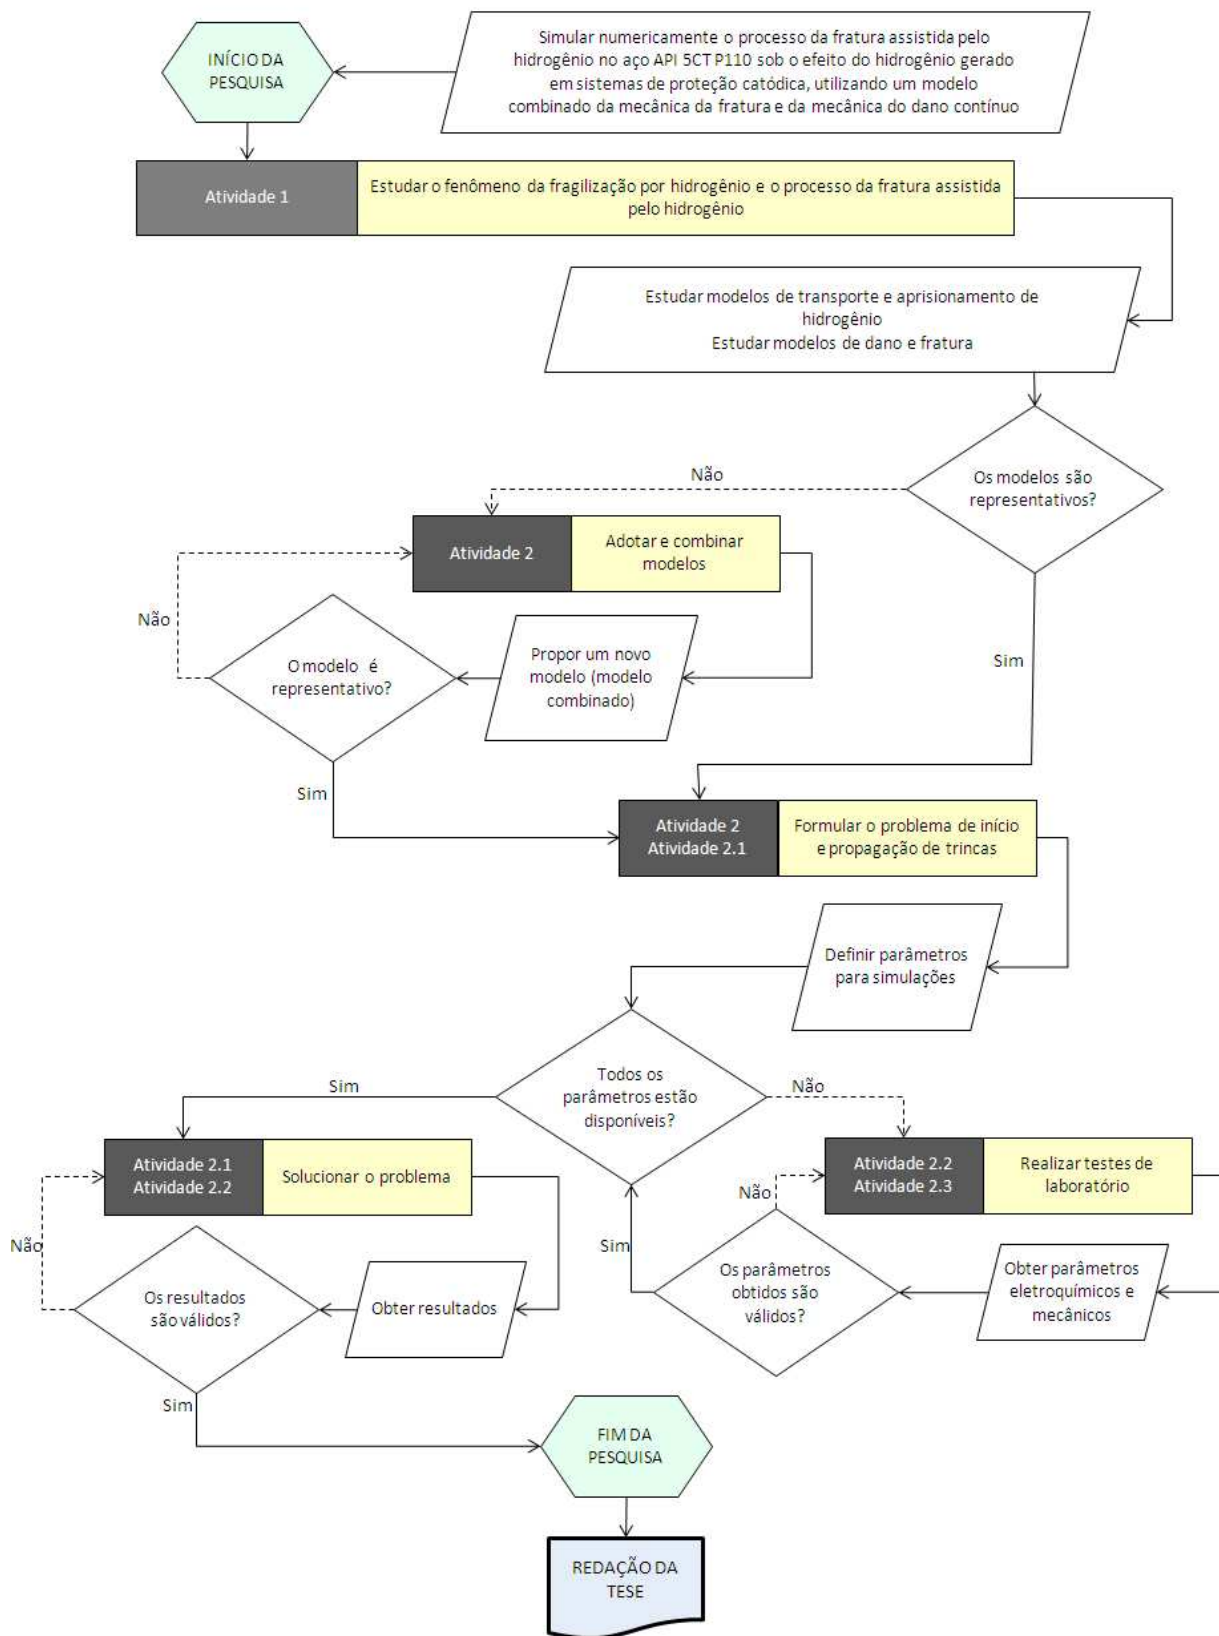 INÍCIO DA
PESQUISA
Simular numericamente o processo da fratura assistida pelo
hidrogênio no aço API 5CT P110 sob o efeito do hidrogênio gerado
em sistemas de proteção catódica, utilizando um modelo
combinado da mecânica da fratura e da mecânica do dano contínuo
Atividade 1
Estudar o fenômeno da fragilização por hidrogênio e o processo da fratura assistida
pelo hidrogênio
Estudar modelos de transporte e aprisionamento de
hidrogênio
Estudar modelos de dano e fratura
Os modelos são
representativos?
Não
Atividade 2
Adotar e combinar
modelos
Não
O modelo é
representativo?
Propor um novo
modelo (modelo
combinado)
Sim
Sim
Atividade 2
Atividade 2.1
Formular o problema de início
e propagação de trincas
Definir parâmetros
para simulações
Todos os
parâmetros estão
disponíveis?
Sim
Não
Atividade 2.1
Atividade 2.2
Solucionar o problema
Atividade 2.2
Atividade 2.3
Realizar testes de
laboratório
Não
Não
Sim
Os resultados
são válidos?
Obter resultados
Os parâmetros
obtidos são
válidos?
Obter parâmetros
eletroquímicos e
mecânicos
Sim
FIM DA
PESQUISA
REDAÇÃO DA
TESE